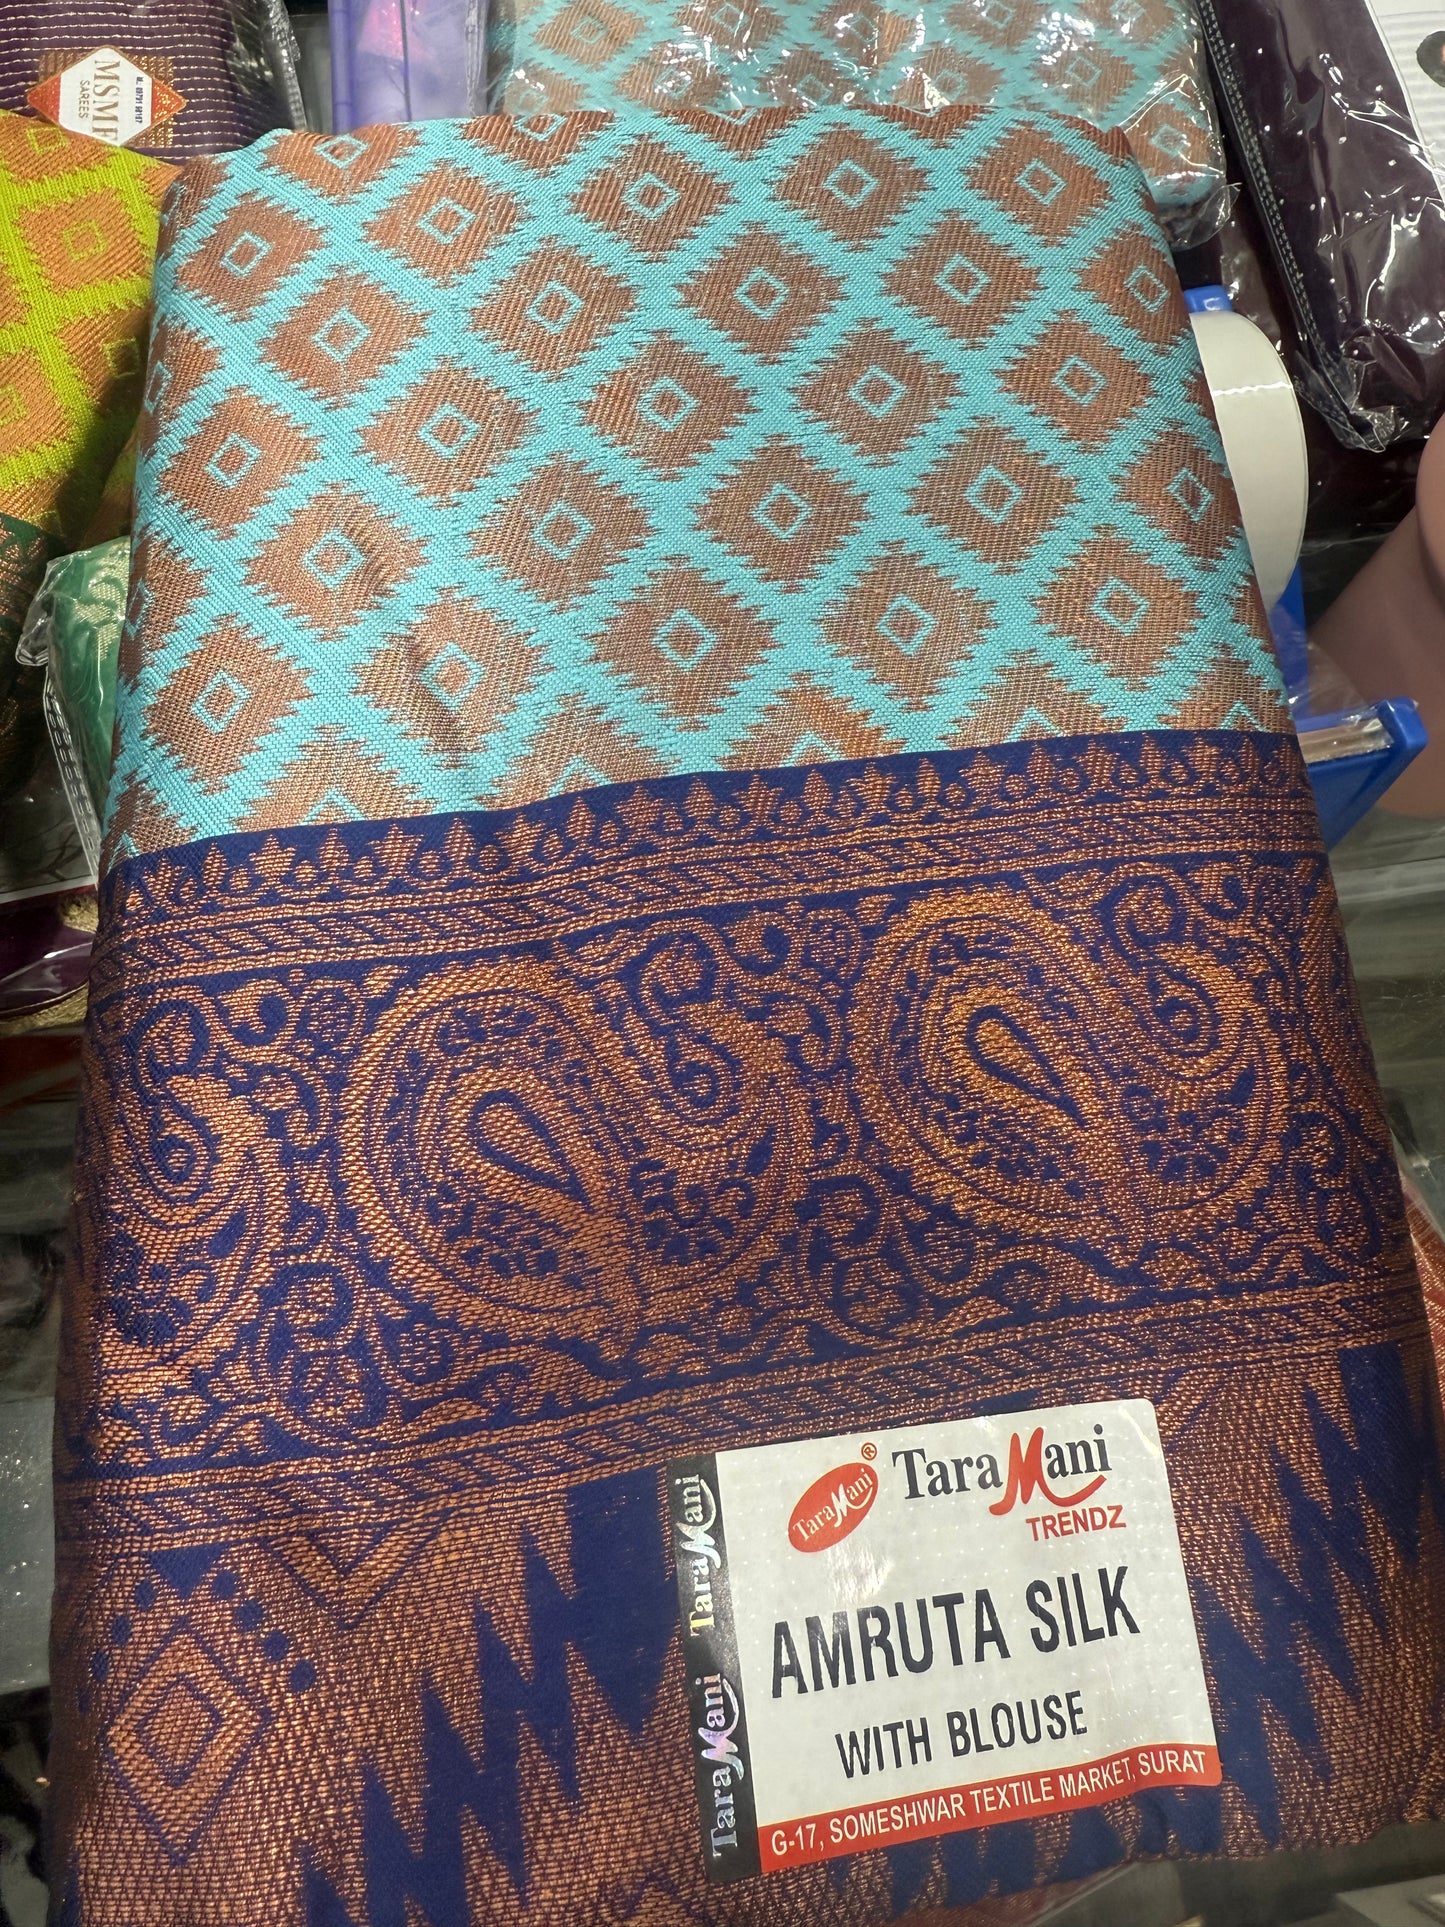 MSMF
SAREES
TaraMani®
TaraMani
TRENDZ
AMRUTA SILK
WITH BLOUSE
G-17, SOMESHWAR TEXTILE MARKET, SURAT
TaraMani
TaraMani